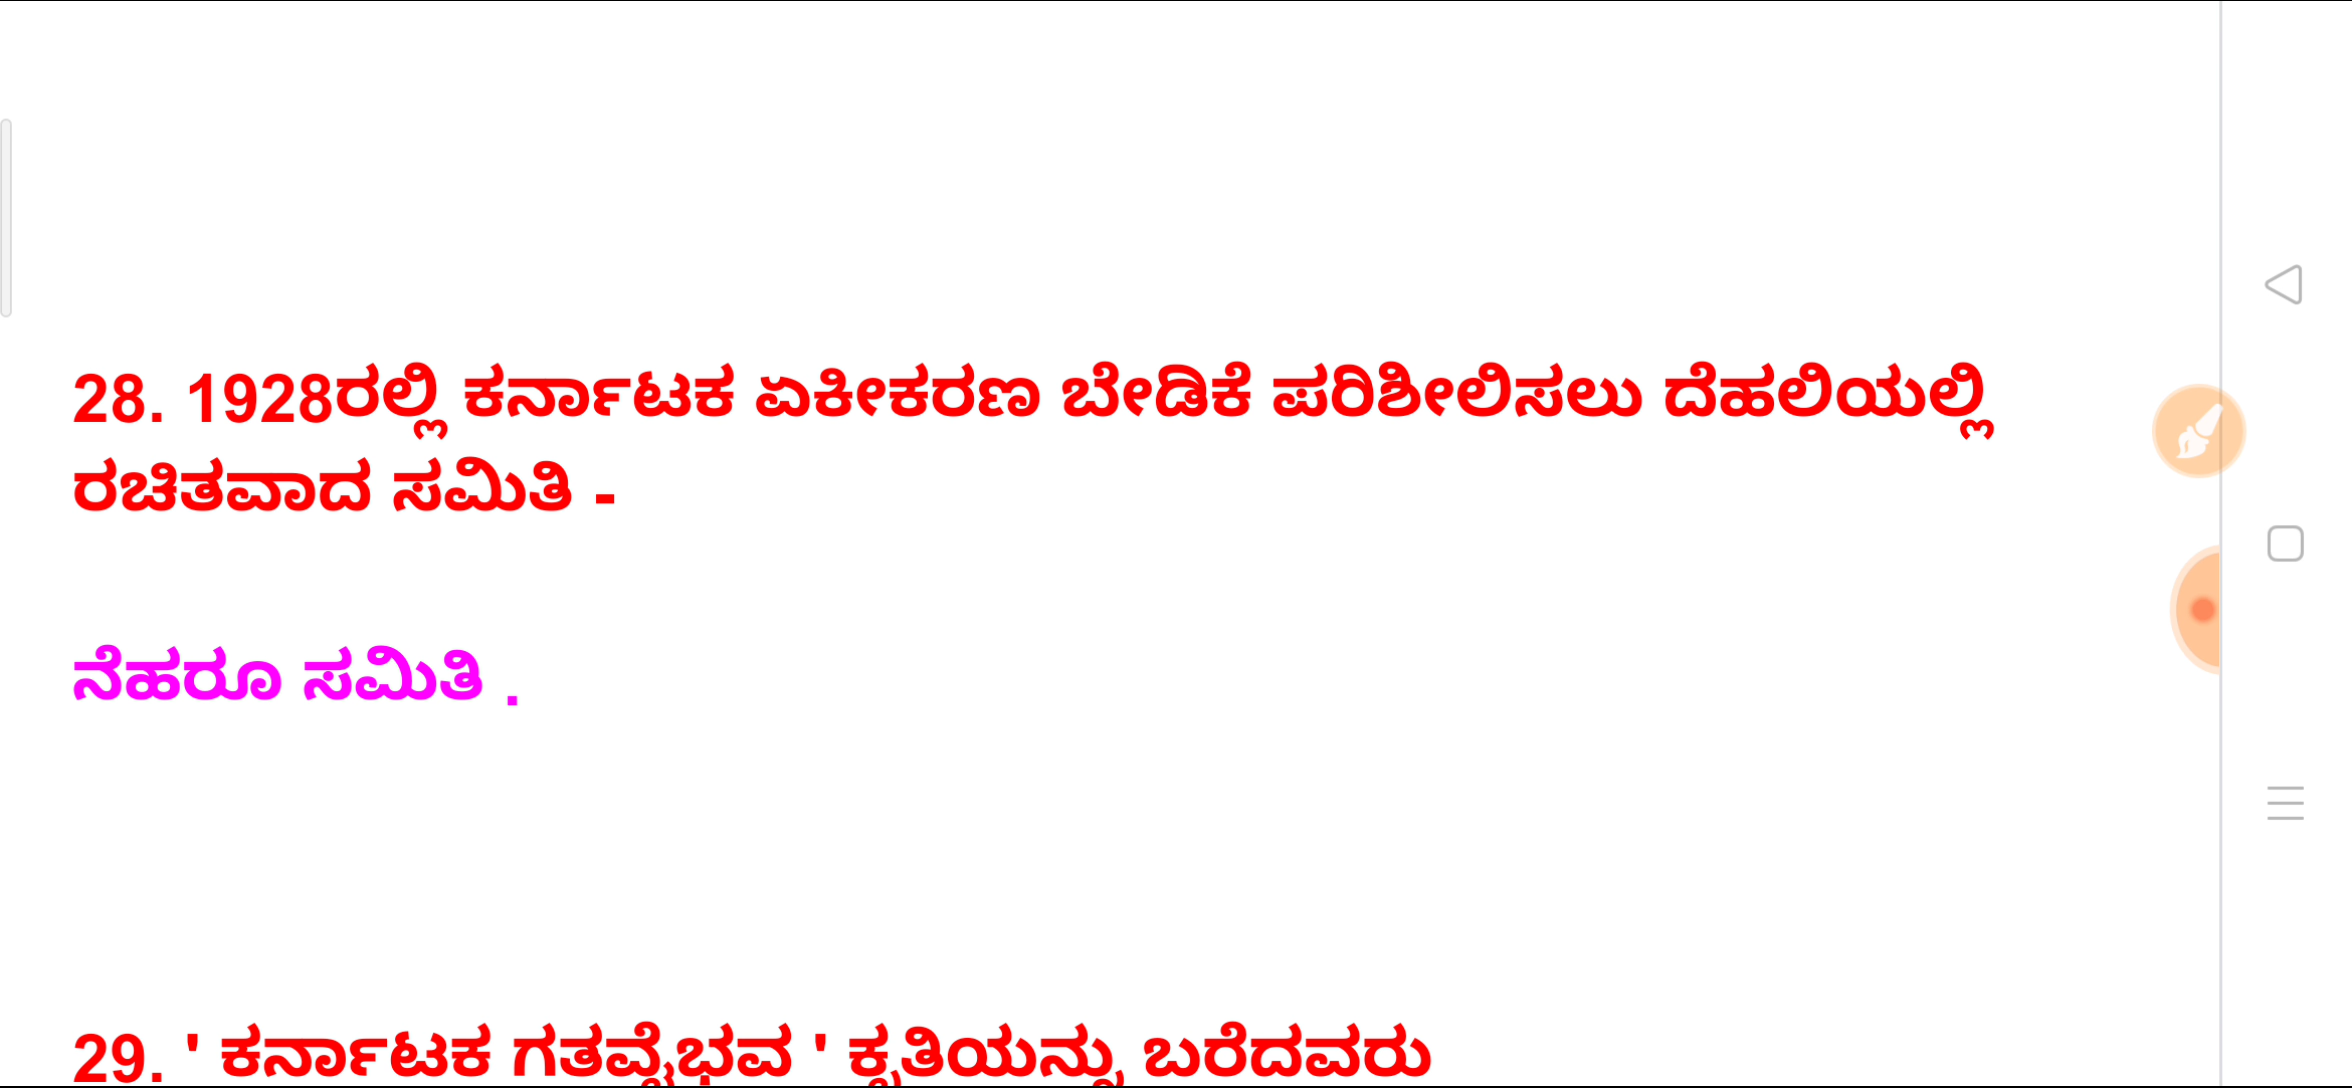 28. 1928ರಲ್ಲಿ ಕರ್ನಾಟಕ ಏಕೀಕರಣ ಬೇಡಿಕೆ ಪರಿಶೀಲಿಸಲು ದೆಹಲಿಯಲ್ಲಿ
ರಚಿತವಾದ ಸಮಿತಿ -
ನೆಹರೂ ಸಮಿತಿ .
29. ' ಕರ್ನಾಟಕ ಗತವೈಭವ ' ಕೃತಿಯನ್ನು ಬರೆದವರು